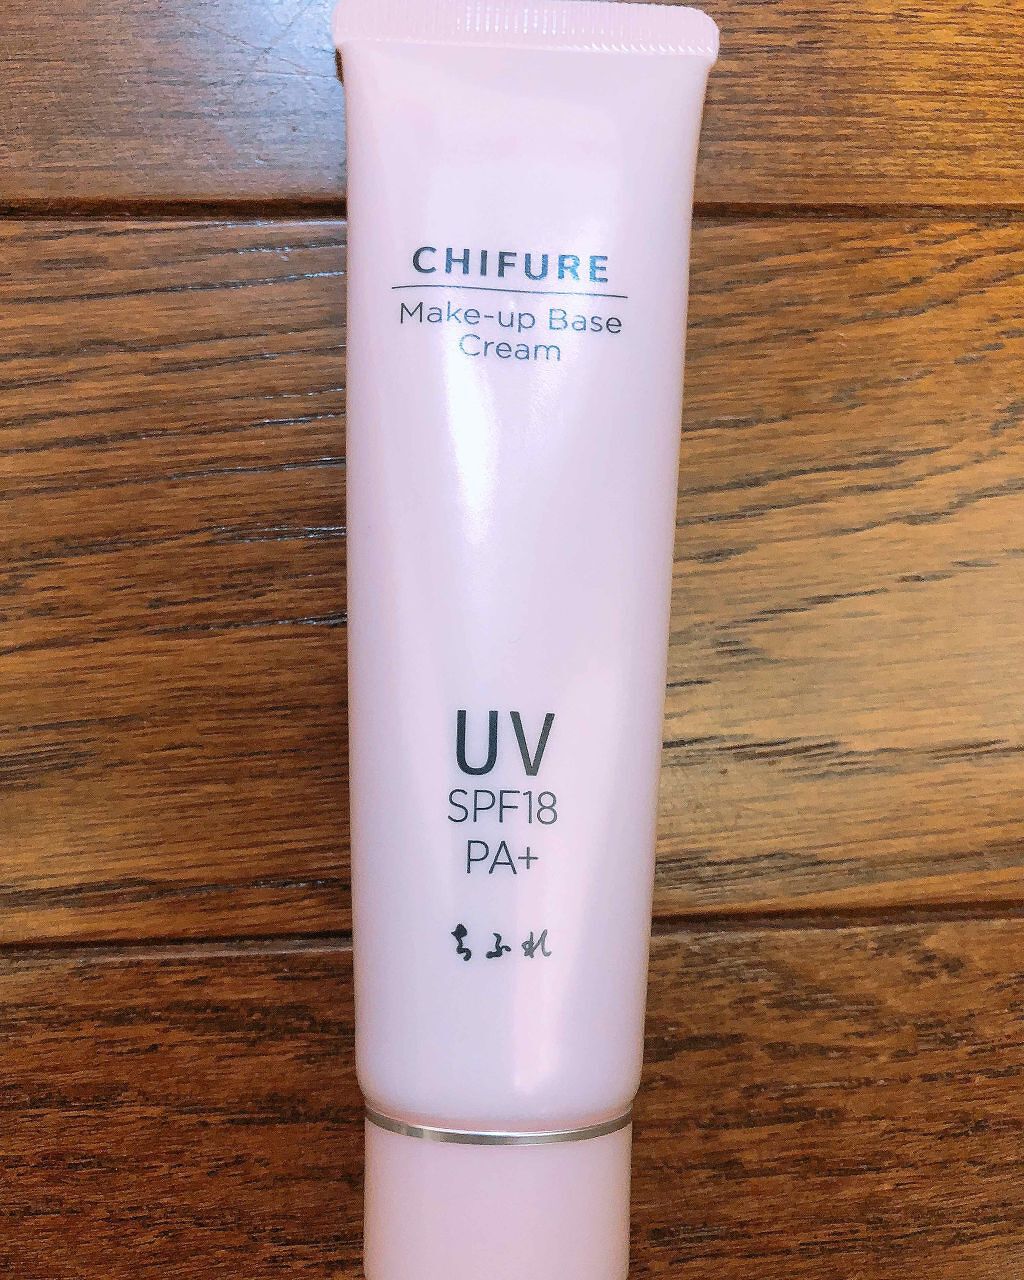 CHIFURE
Make-up Base
Cream
UV
SPF18
PA+
ちふれ